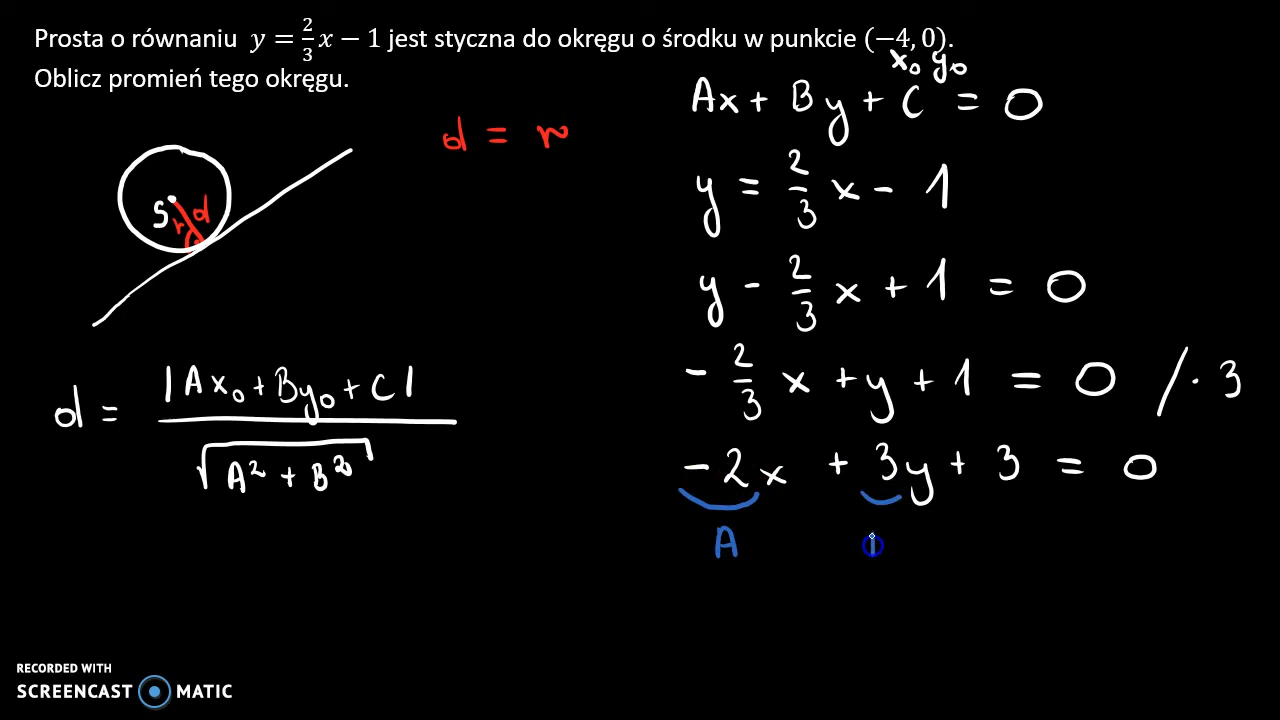 Prosta o równaniu y = 2/3 x − 1 jest styczna do okręgu o środku w punkcie (−4, 0).
Oblicz promień tego okręgu.
x₀ y₀
Ax + By + C = 0
d = r
y = 2/3 x - 1
S r d
y - 2/3 x + 1 = 0
- 2/3 x + y + 1 = 0 / · 3
d = |Ax₀ + By₀ + C| / √(A² + B²)
- 2x + 3y + 3 = 0
A
RECORDED WITH
SCREENCAST MATIC